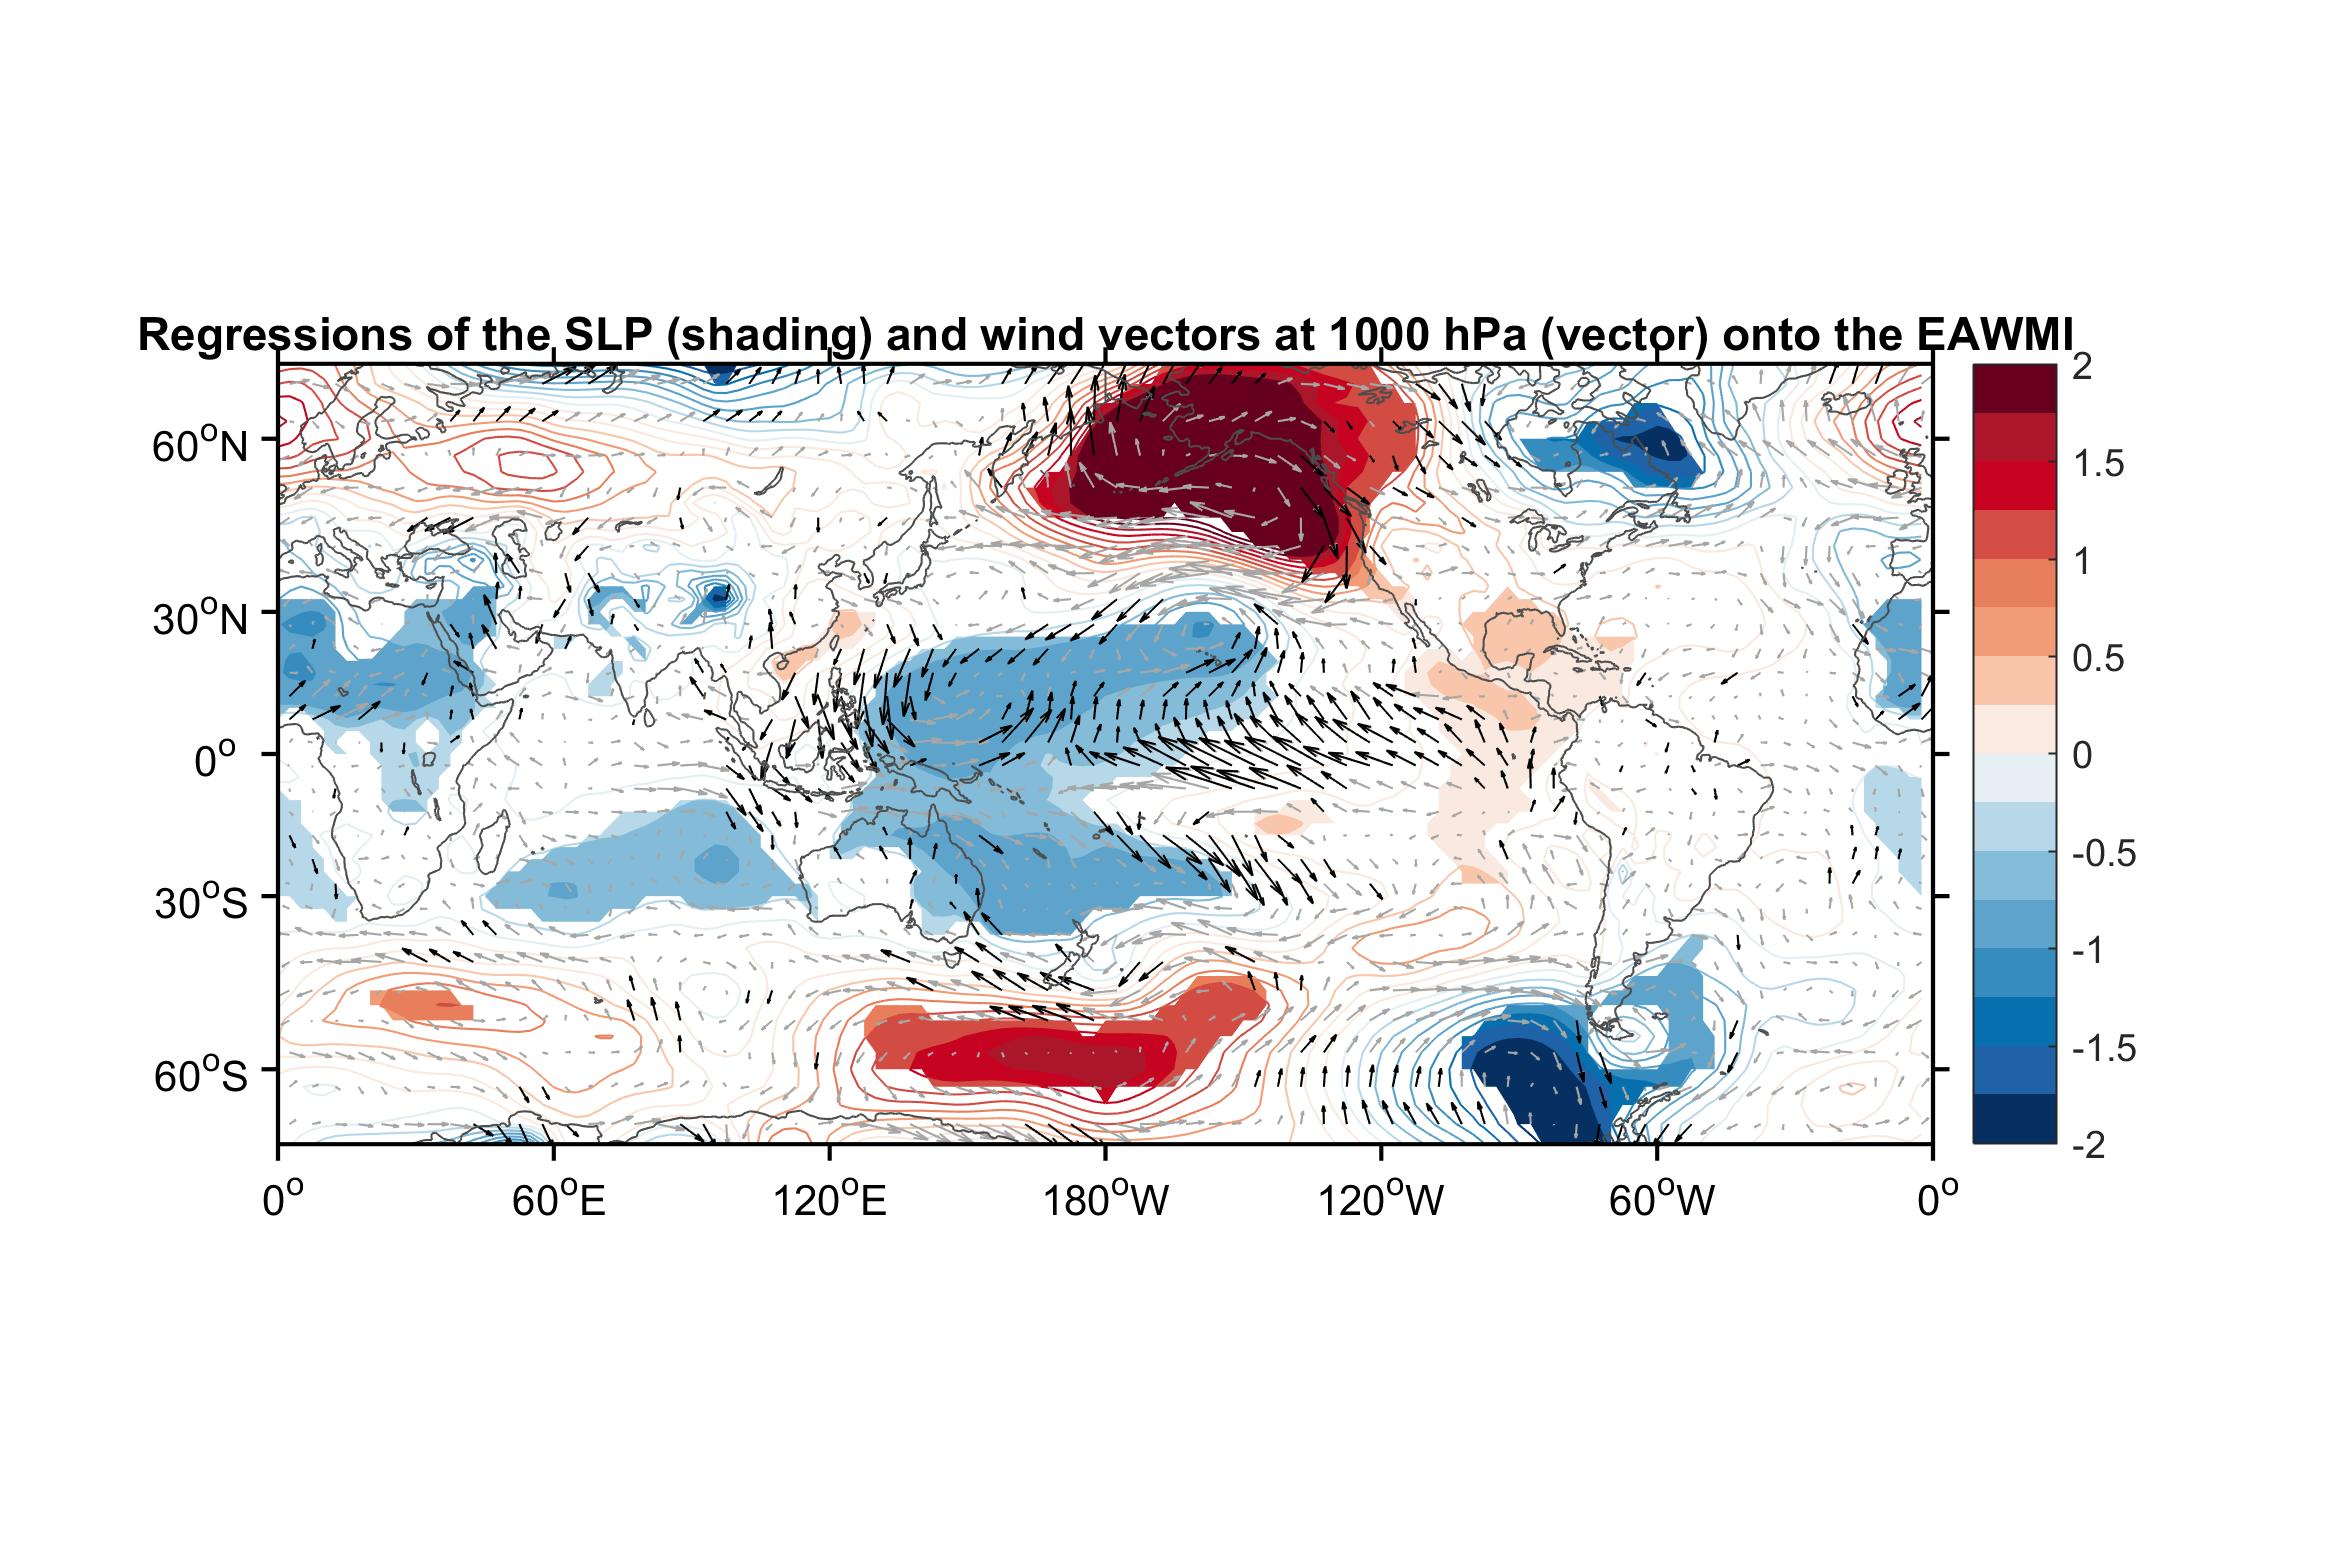 Regressions of the SLP (shading) and wind vectors at 1000 hPa (vector) onto the EAWMI
60°N
30°N
0°
30°S
60°S
0°
60°E
120°E
180°W
120°W
60°W
0°
2
1.5
1
0.5
0
-0.5
-1
-1.5
-2